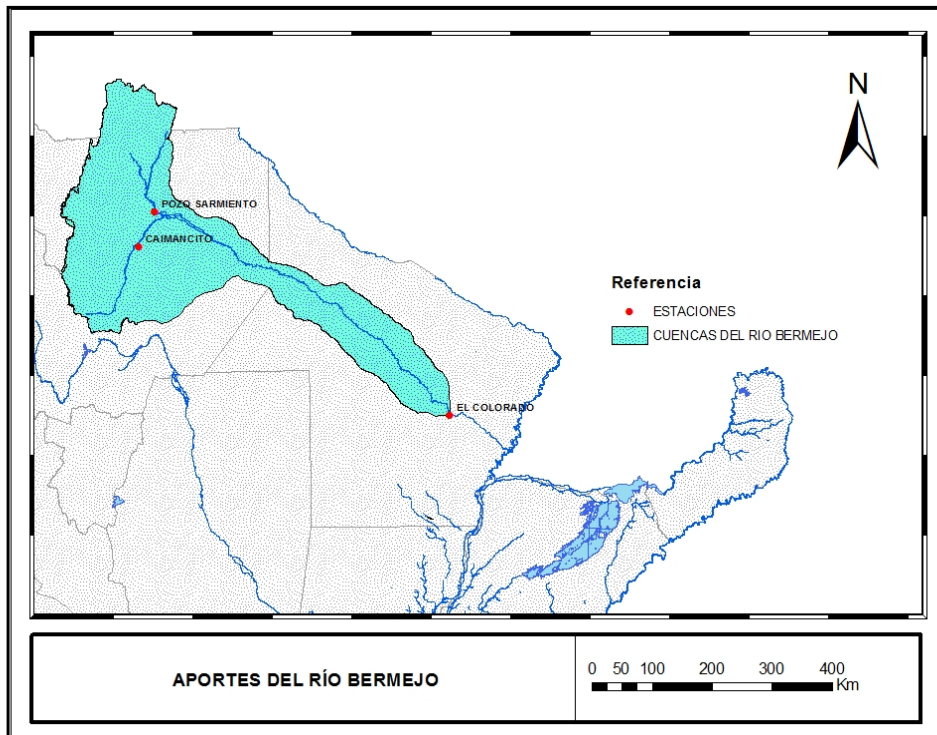 N
POZO SARMIENTO
CAIMANCITO
EL COLORADO
Referencia
ESTACIONES
CUENCAS DEL RIO BERMEJO
APORTES DEL RÍO BERMEJO
0 50 100 200 300 400
Km